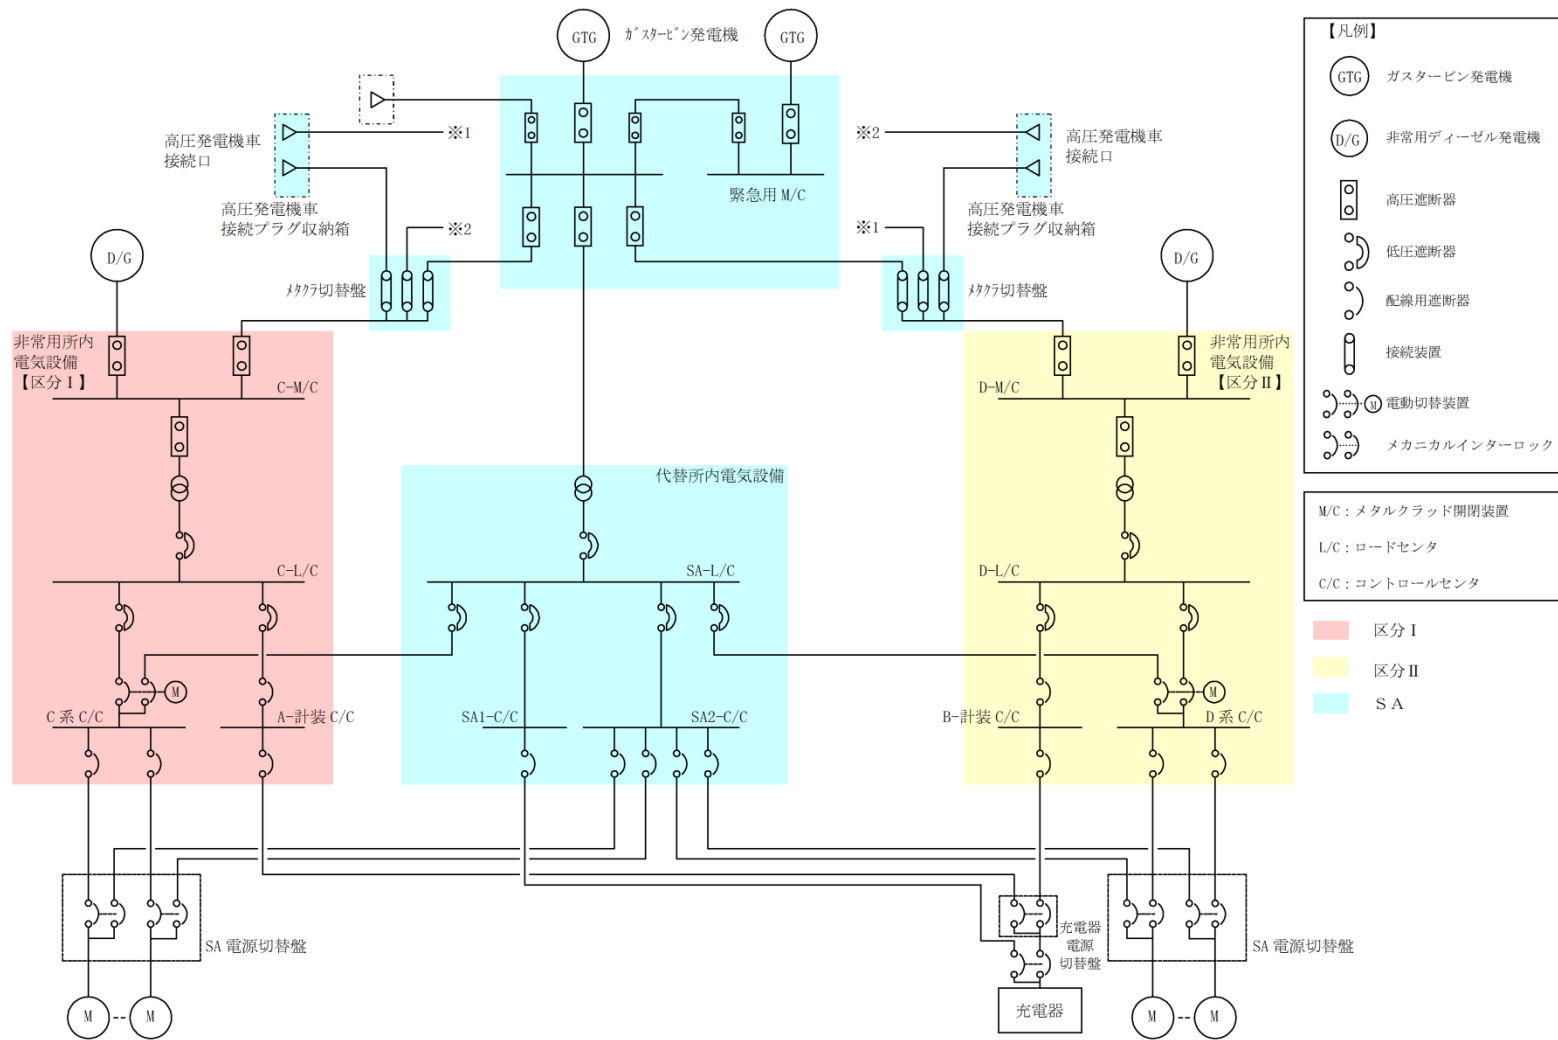 GTG
ガスタービン発電機
GTG
※1
高圧発電機車
接続口
高圧発電機車
接続プラグ収納箱
※2
※2
高圧発電機車
接続口
高圧発電機車
接続プラグ収納箱
※1
緊急用 M/C
D/G
メタクラ切替盤
メタクラ切替盤
D/G
非常用所内
電気設備
【区分Ⅰ】
C-M/C
非常用所内
電気設備
【区分Ⅱ】
D-M/C
代替所内電気設備
C-L/C
SA-L/C
D-L/C
M
M
C 系 C/C
A-計装 C/C
SA1-C/C
SA2-C/C
B-計装 C/C
D 系 C/C
SA 電源切替盤
充電器
電源
切替盤
SA 電源切替盤
M
M
充電器
M
M
【凡例】
GTG
ガスタービン発電機
D/G
非常用ディーゼル発電機
高圧遮断器
低圧遮断器
配線用遮断器
接続装置
M
電動切替装置
メカニカルインターロック
M/C：メタルクラッド開閉装置
L/C：ロードセンタ
C/C：コントロールセンタ
区分Ⅰ
区分Ⅱ
ＳＡ